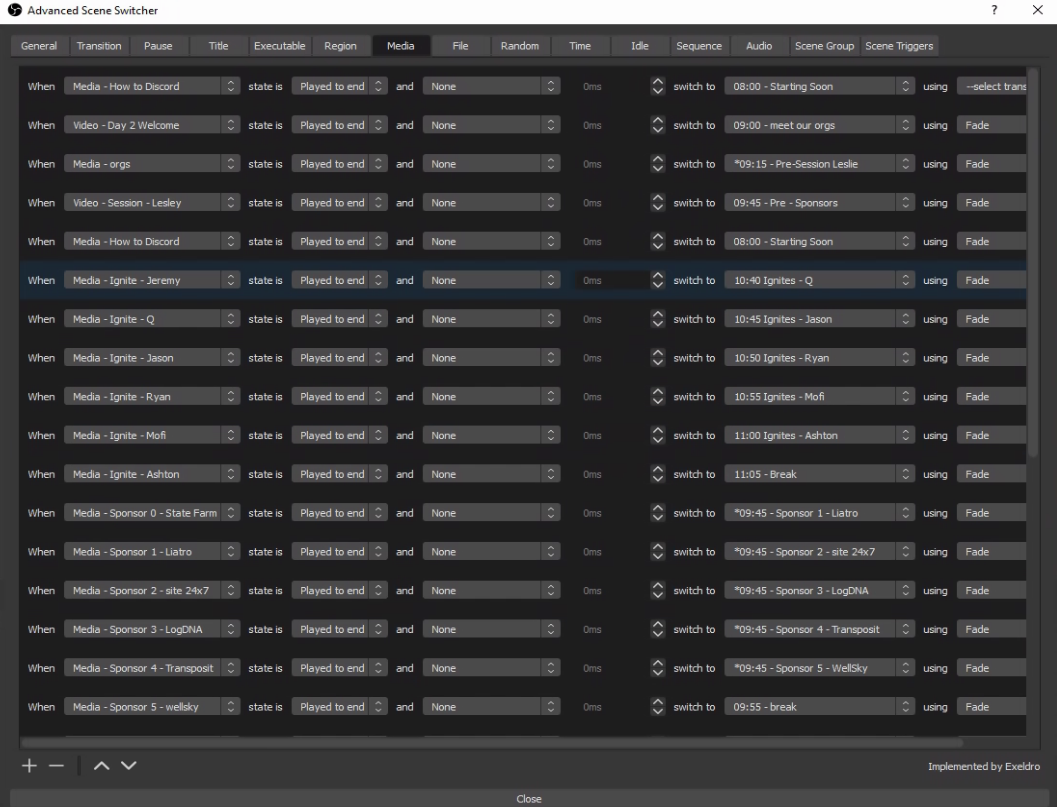 Advanced Scene Switcher ? ×
General Transition Pause Title Executable Region Media File Random Time Idle Sequence Audio Scene Group Scene Triggers
When Media - How to Discord state is Played to end and None 0ms switch to 08:00 - Starting Soon using --select trans
When Video - Day 2 Welcome state is Played to end and None 0ms switch to 09:00 - meet our orgs using Fade
When Media - orgs state is Played to end and None 0ms switch to *09:15 - Pre-Session Leslie using Fade
When Video - Session - Lesley state is Played to end and None 0ms switch to 09:45 - Pre - Sponsors using Fade
When Media - How to Discord state is Played to end and None 0ms switch to 08:00 - Starting Soon using Fade
When Media - Ignite - Jeremy state is Played to end and None 0ms switch to 10:40 Ignites - Q using Fade
When Media - Ignite - Q state is Played to end and None 0ms switch to 10:45 Ignites - Jason using Fade
When Media - Ignite - Jason state is Played to end and None 0ms switch to 10:50 Ignites - Ryan using Fade
When Media - Ignite - Ryan state is Played to end and None 0ms switch to 10:55 Ignites - Mofi using Fade
When Media - Ignite - Mofi state is Played to end and None 0ms switch to 11:00 Ignites - Ashton using Fade
When Media - Ignite - Ashton state is Played to end and None 0ms switch to 11:05 - Break using Fade
When Media - Sponsor 0 - State Farm state is Played to end and None 0ms switch to *09:45 - Sponsor 1 - Liatro using Fade
When Media - Sponsor 1 - Liatro state is Played to end and None 0ms switch to *09:45 - Sponsor 2 - site 24x7 using Fade
When Media - Sponsor 2 - site 24x7 state is Played to end and None 0ms switch to *09:45 - Sponsor 3 - LogDNA using Fade
When Media - Sponsor 3 - LogDNA state is Played to end and None 0ms switch to *09:45 - Sponsor 4 - Transposit using Fade
When Media - Sponsor 4 - Transposit state is Played to end and None 0ms switch to *09:45 - Sponsor 5 - WellSky using Fade
When Media - Sponsor 5 - wellsky state is Played to end and None 0ms switch to 09:55 - break using Fade
Implemented by Exeldro
Close